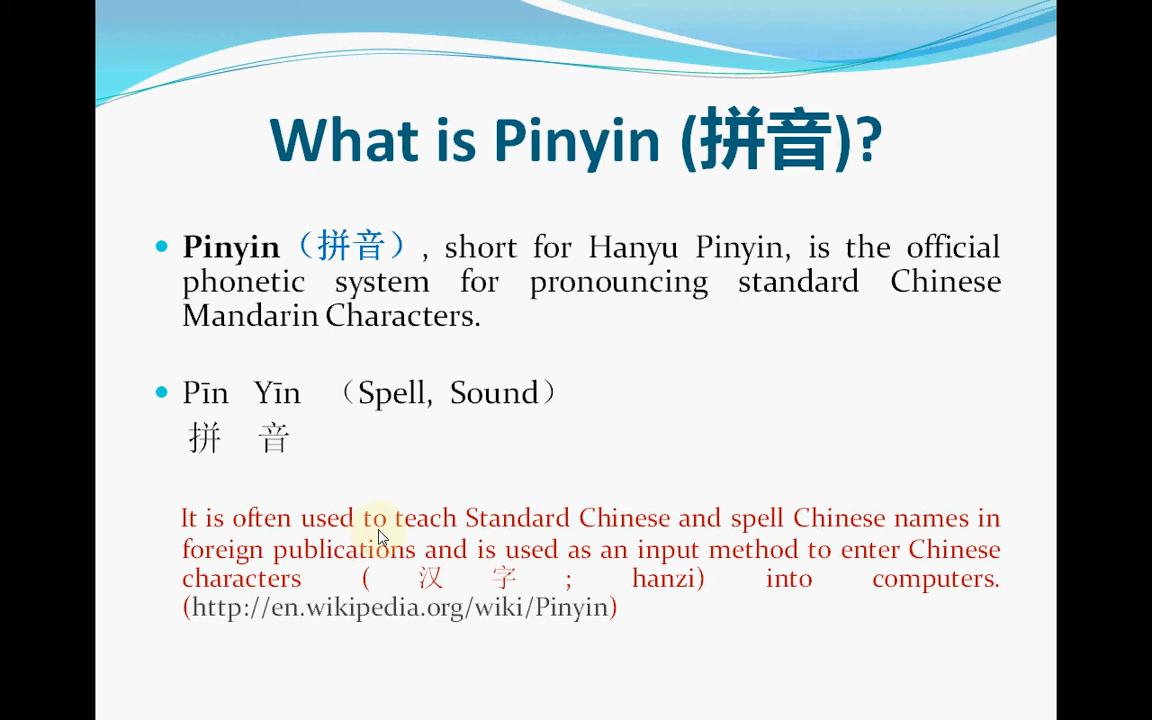 What is Pinyin (拼音)?
Pinyin（拼音）, short for Hanyu Pinyin, is the official
phonetic system for pronouncing standard Chinese
Mandarin Characters.
Pīn Yīn （Spell, Sound）
拼 音
It is often used to teach Standard Chinese and spell Chinese names in
foreign publications and is used as an input method to enter Chinese
characters ( 汉 字 ; hanzi) into computers.
(http://en.wikipedia.org/wiki/Pinyin)